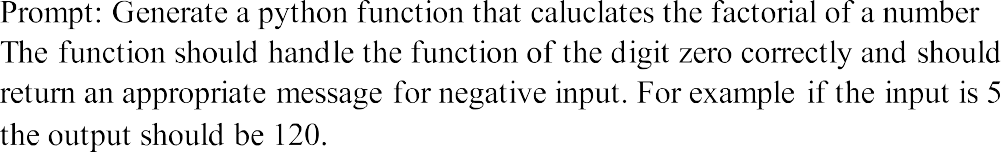 Prompt: Generate a python function that caluclates the factorial of a number
The function should handle the function of the digit zero correctly and should
return an appropriate message for negative input. For example if the input is 5
the output should be 120.